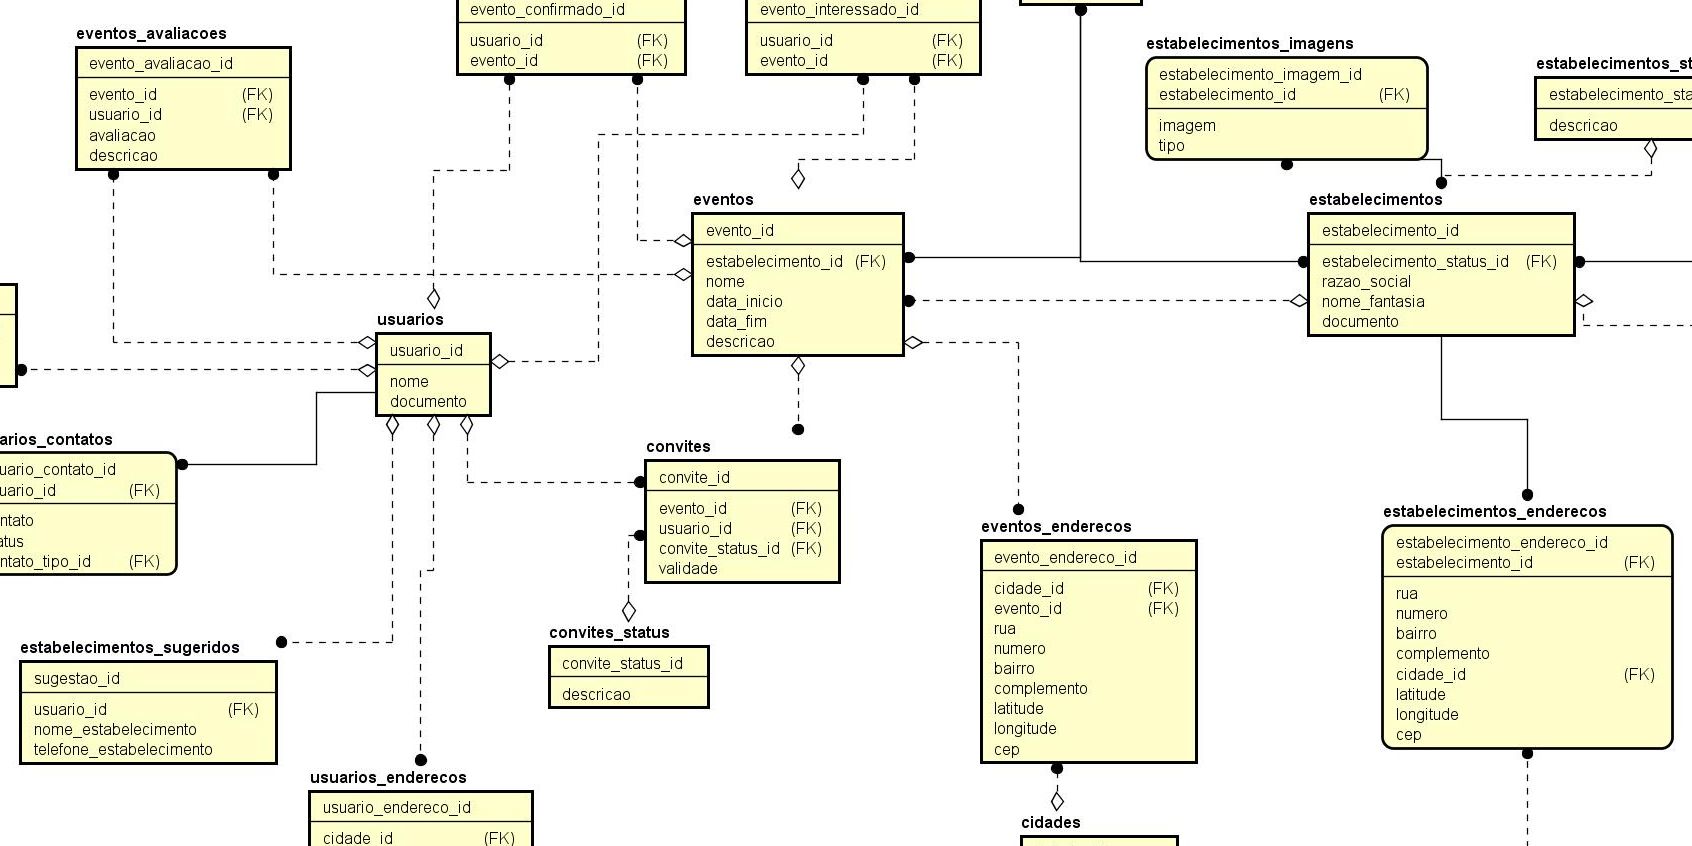 evento_confirmado_id
usuario_id (FK)
evento_id (FK)
evento_interessado_id
usuario_id (FK)
evento_id (FK)
eventos_avaliacoes
evento_avaliacao_id
evento_id (FK)
usuario_id (FK)
avaliacao
descricao
estabelecimentos_imagens
estabelecimento_imagem_id
estabelecimento_id (FK)
imagem
tipo
estabelecimentos_st
estabelecimento_sta
descricao
eventos
evento_id
estabelecimento_id (FK)
nome
data_inicio
data_fim
descricao
estabelecimentos
estabelecimento_id
estabelecimento_status_id (FK)
razao_social
nome_fantasia
documento
usuarios
usuario_id
nome
documento
arios_contatos
uario_contato_id
uario_id (FK)
ntato
atus
ntato_tipo_id (FK)
convites
convite_id
evento_id (FK)
usuario_id (FK)
convite_status_id (FK)
validade
eventos_enderecos
evento_endereco_id
cidade_id (FK)
evento_id (FK)
rua
numero
bairro
complemento
latitude
longitude
cep
estabelecimentos_enderecos
estabelecimento_endereco_id
estabelecimento_id (FK)
rua
numero
bairro
complemento
cidade_id (FK)
latitude
longitude
cep
estabelecimentos_sugeridos
sugestao_id
usuario_id (FK)
nome_estabelecimento
telefone_estabelecimento
convites_status
convite_status_id
descricao
usuarios_enderecos
usuario_endereco_id
cidade_id (FK)
cidades